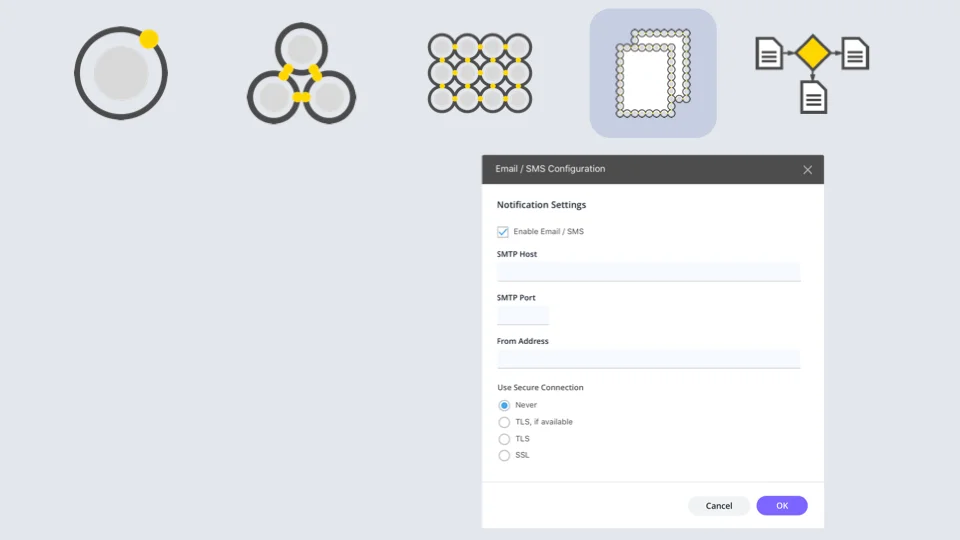 Email / SMS Configuration
Notification Settings
Enable Email / SMS
SMTP Host
SMTP Port
From Address
Use Secure Connection
Never
TLS, if available
TLS
SSL
Cancel OK